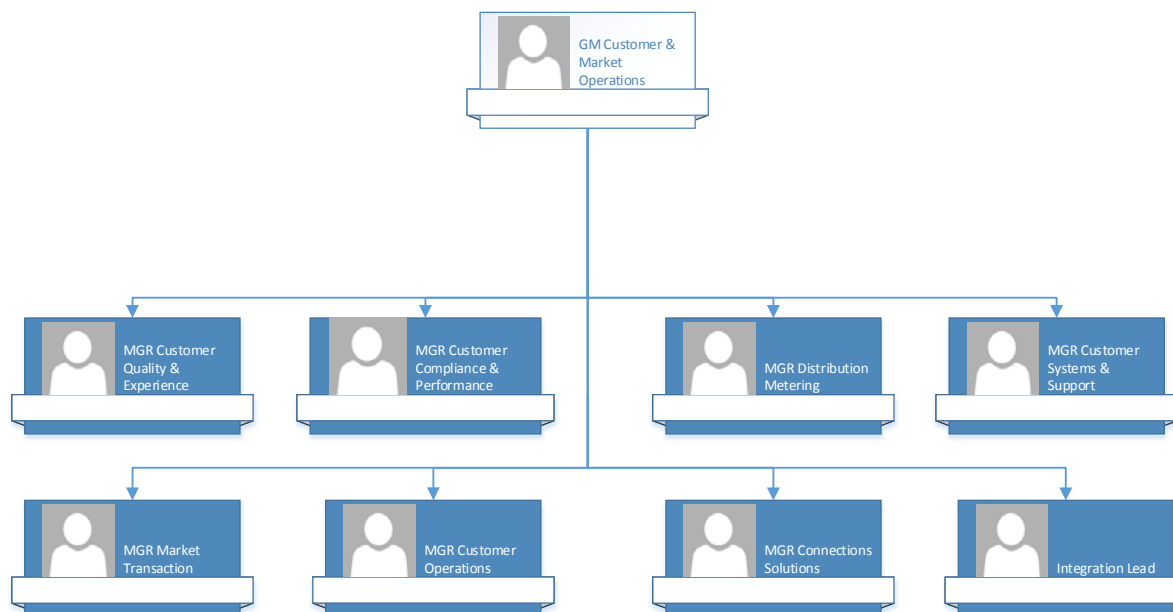 GM Customer &
Market
Operations
MGR Customer
Quality &
Experience
MGR Customer
Compliance &
Performance
MGR Distribution
Metering
MGR Customer
Systems &
Support
MGR Market
Transaction
MGR Customer
Operations
MGR Connections
Solutions
Integration Lead